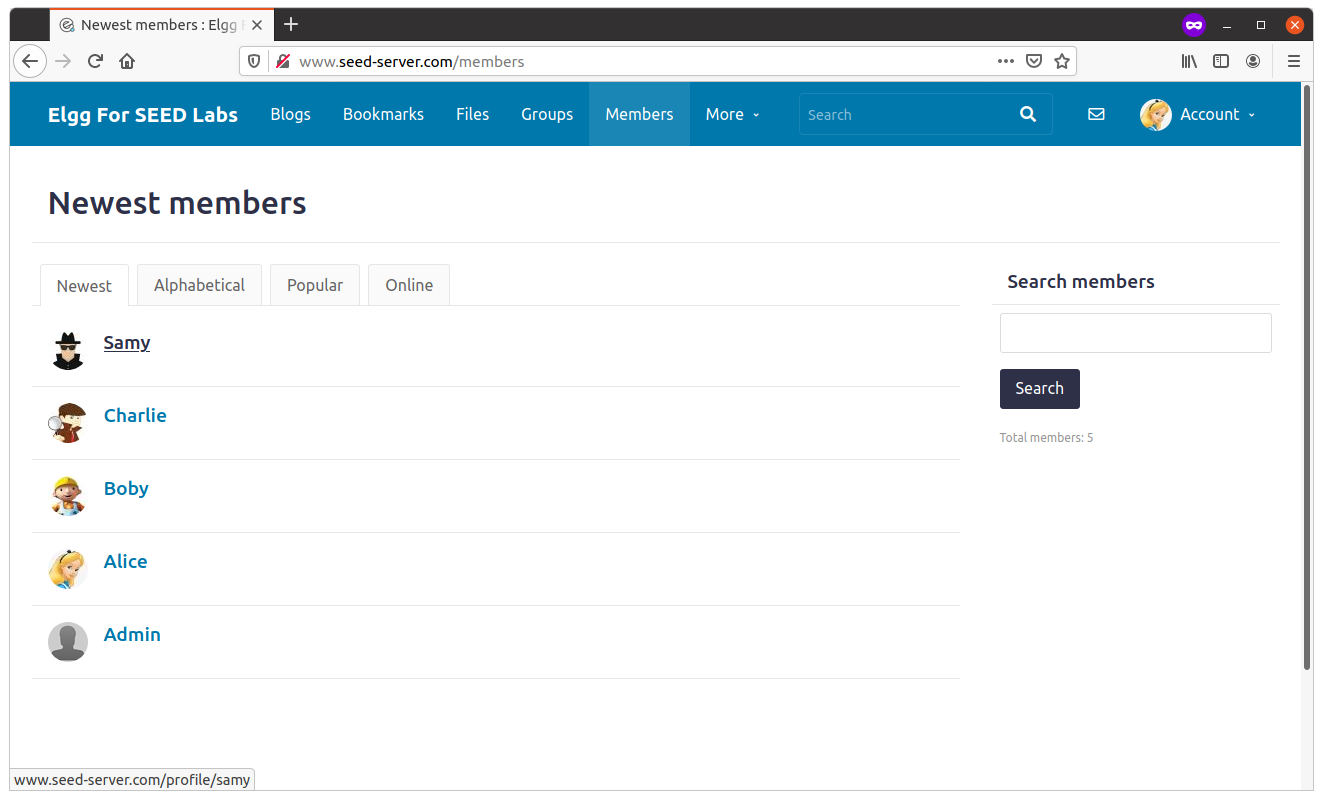 Newest members : Elgg F
www.seed-server.com/members
Elgg For SEED Labs Blogs Bookmarks Files Groups Members More Search Account
Newest members
Newest Alphabetical Popular Online
Search members
Samy
Search
Charlie
Total members: 5
Boby
Alice
Admin
www.seed-server.com/profile/samy